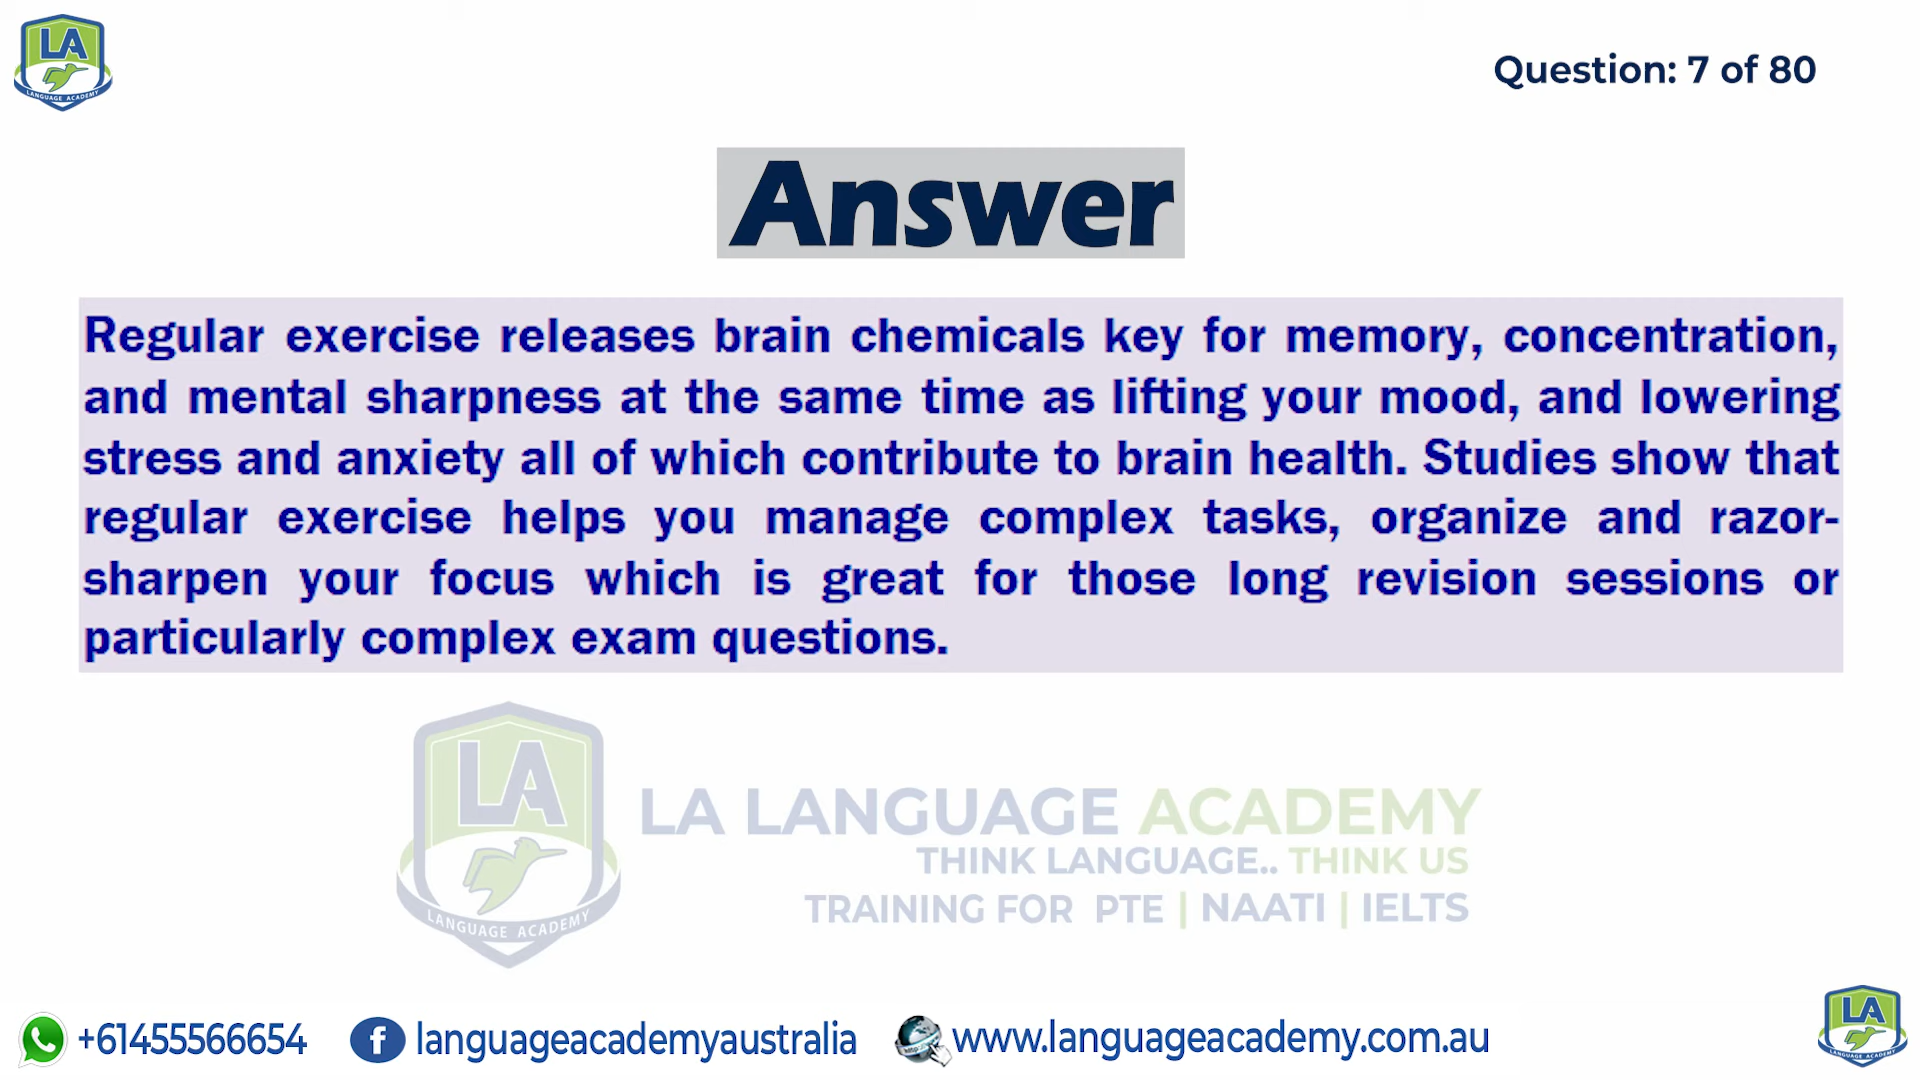 LA
LANGUAGE ACADEMY
Question: 7 of 80
Answer
Regular exercise releases brain chemicals key for memory, concentration,
and mental sharpness at the same time as lifting your mood, and lowering
stress and anxiety all of which contribute to brain health. Studies show that
regular exercise helps you manage complex tasks, organize and razor-
sharpen your focus which is great for those long revision sessions or
particularly complex exam questions.
LA
LANGUAGE ACADEMY
LA LANGUAGE ACADEMY
THINK LANGUAGE.. THINK US
TRAINING FOR PTE | NAATI | IELTS
+61455566654
f
languageacademyaustralia
www.languageacademy.com.au
LA
LANGUAGE ACADEMY